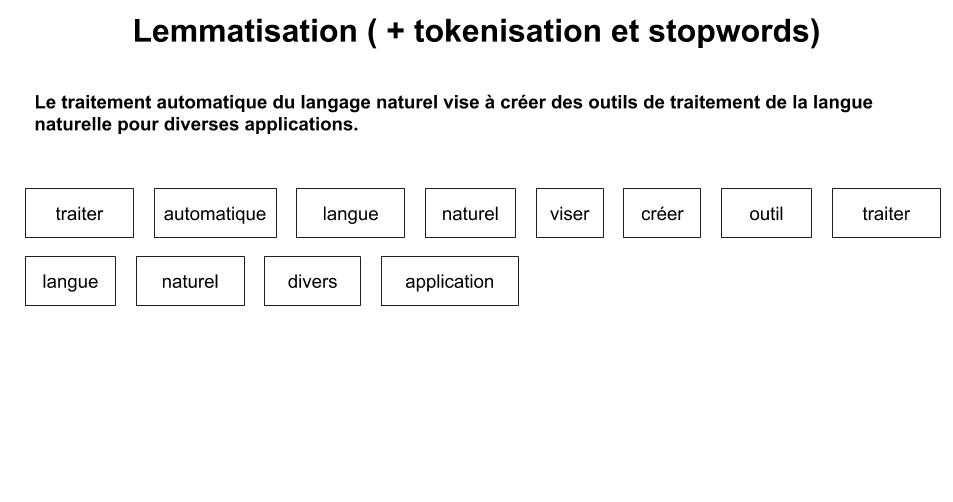 Lemmatisation ( + tokenisation et stopwords)
Le traitement automatique du langage naturel vise à créer des outils de traitement de la langue
naturelle pour diverses applications.
traiter automatique langue naturel viser créer outil traiter
langue naturel divers application